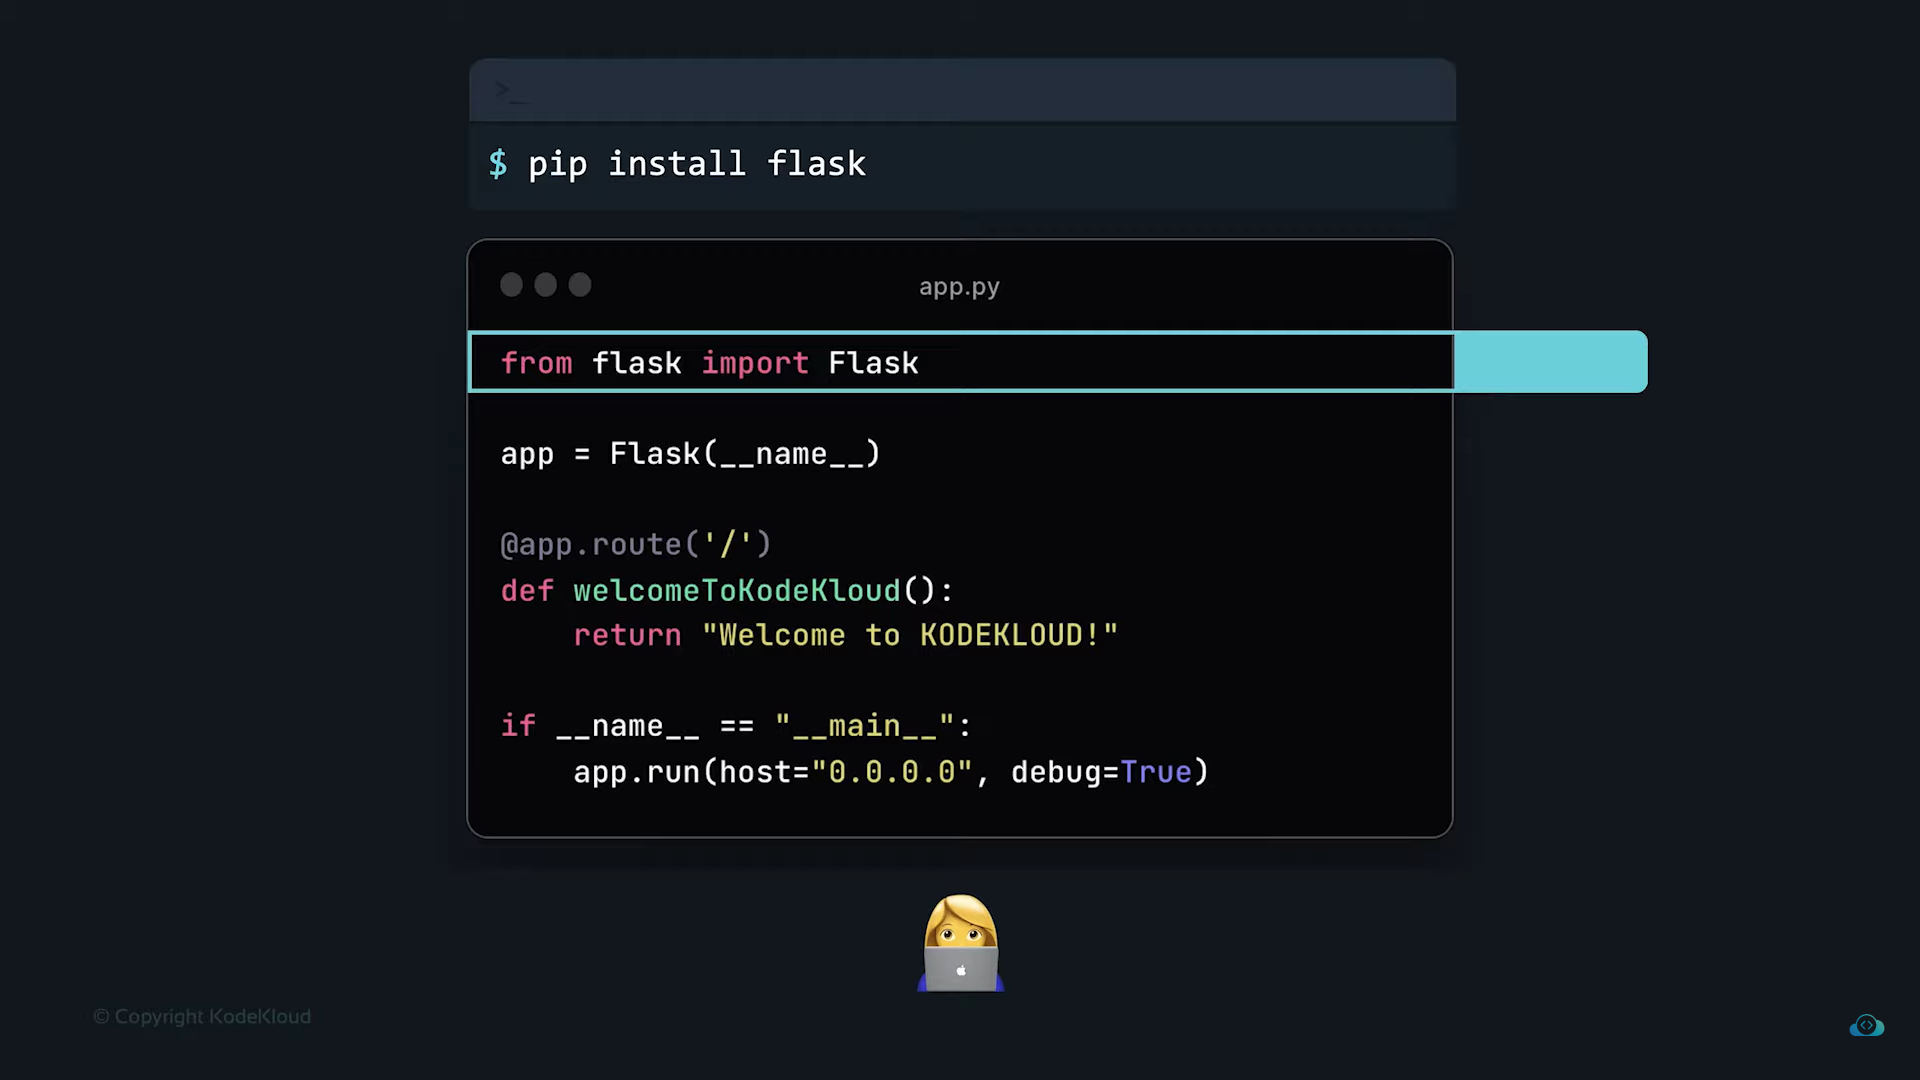 >_
$ pip install flask
app.py
from flask import Flask
app = Flask(__name__)
@app.route('/')
def welcomeToKodeKloud():
    return "Welcome to KODEKLOUD!"
if __name__ == "__main__":
    app.run(host="0.0.0.0", debug=True)
© Copyright KodeKloud